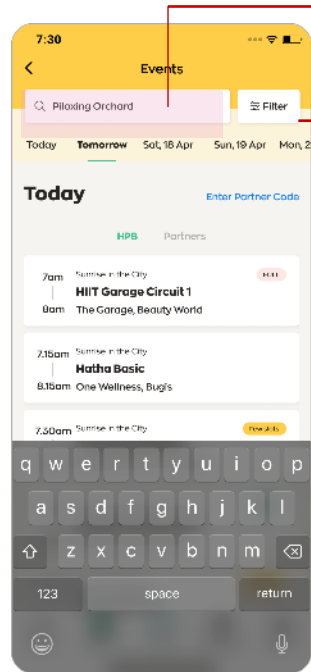 7:30
Events
Piloxing Orchard
Filter
Today Tomorrow Sat, 18 Apr Sun, 19 Apr Mon, 2
Today
Enter Partner Code
HPB Partners
7am Sunrise in the City
FULL
HIIT Garage Circuit 1
8am The Garage, Beauty World
7.15am Sunrise in the City
Hatha Basic
8.15am One Wellness, Bugis
7.30am Sunrise in the City
Few slots
q w e r t y u i o p
a s d f g h j k l
z x c v b n m
123 space return